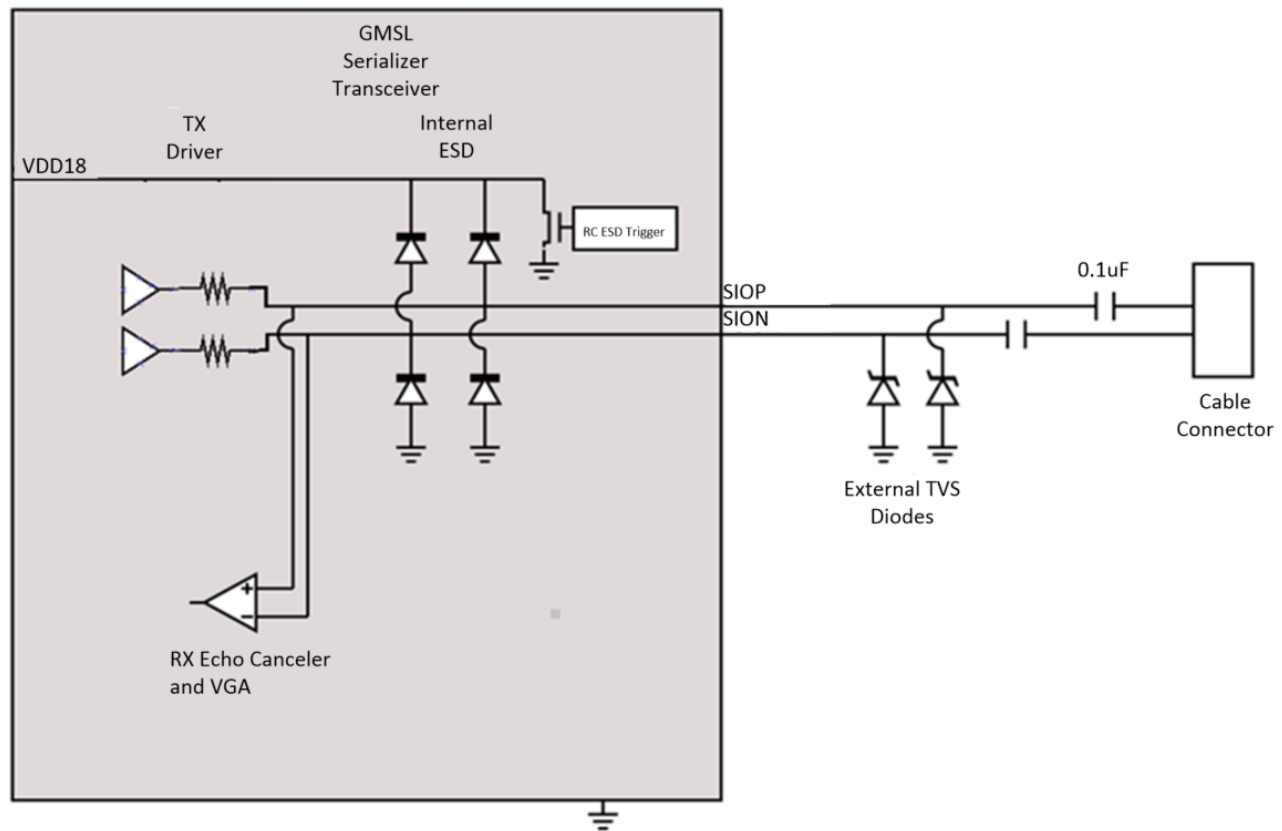 GMSL
Serializer
Transceiver
TX
Driver
Internal
ESD
VDD18
RC ESD Trigger
SIOP
SION
0.1uF
Cable
Connector
External TVS
Diodes
+
−
RX Echo Canceler
and VGA